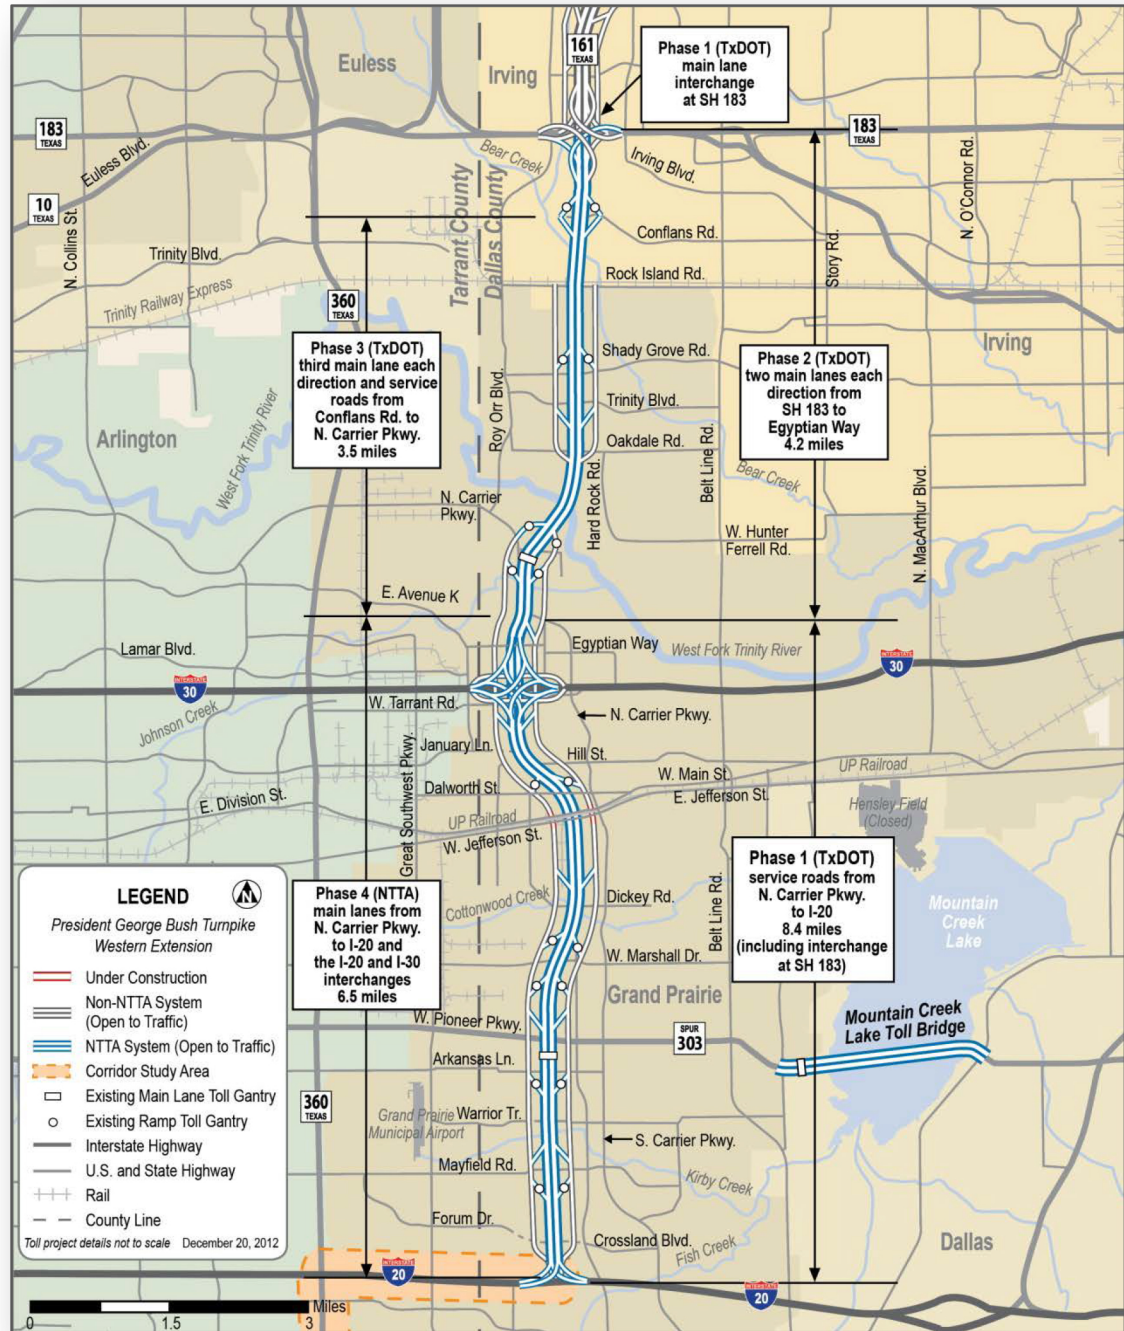 161
TEXAS
Phase 1 (TxDOT)
main lane
interchange
at SH 183
Euless
Irving
183
TEXAS
183
TEXAS
Euless Blvd.
Bear Creek
Irving Blvd.
N. O'Connor Rd.
10
TEXAS
N. Collins St.
Tarrant County
Dallas County
Conflans Rd.
Story Rd.
Trinity Blvd.
Rock Island Rd.
Trinity Railway Express
360
TEXAS
Irving
Phase 3 (TxDOT)
third main lane each
direction and service
roads from
Conflans Rd. to
N. Carrier Pkwy.
3.5 miles
Shady Grove Rd.
Phase 2 (TxDOT)
two main lanes each
direction from
SH 183 to
Egyptian Way
4.2 miles
Roy Orr Blvd.
Trinity Blvd.
Arlington
West Fork Trinity River
Oakdale Rd.
Belt Line Rd.
Bear Creek
Hard Rock Rd.
N. MacArthur Blvd.
N. Carrier
Pkwy.
W. Hunter
Ferrell Rd.
E. Avenue K
Lamar Blvd.
Egyptian Way
West Fork Trinity River
INTERSTATE
30
INTERSTATE
30
Johnson Creek
W. Tarrant Rd.
N. Carrier Pkwy.
January Ln.
Hill St.
Great Southwest Pkwy.
Dalworth St.
W. Main St.
UP Railroad
E. Division St.
E. Jefferson St.
Hensley Field
(Closed)
UP Railroad
W. Jefferson St.
Phase 1 (TxDOT)
service roads from
N. Carrier Pkwy.
to I-20
8.4 miles
(including interchange
at SH 183)
Belt Line Rd.
Phase 4 (NTTA)
main lanes from
N. Carrier Pkwy.
to I-20 and
the I-20 and I-30
interchanges
6.5 miles
Cottonwood Creek
Dickey Rd.
Mountain
Creek
Lake
W. Marshall Dr.
Grand Prairie
Mountain Creek
Lake Toll Bridge
W. Pioneer Pkwy.
SPUR
303
Arkansas Ln.
360
TEXAS
Grand Prairie
Municipal Airport
Warrior Tr.
S. Carrier Pkwy.
Mayfield Rd.
Kirby Creek
Forum Dr.
Crossland Blvd.
Fish Creek
Dallas
INTERSTATE
20
INTERSTATE
20
LEGEND
President George Bush Turnpike
Western Extension
Under Construction
Non-NTTA System
(Open to Traffic)
NTTA System (Open to Traffic)
Corridor Study Area
Existing Main Lane Toll Gantry
Existing Ramp Toll Gantry
Interstate Highway
U.S. and State Highway
Rail
County Line
Toll project details not to scale December 20, 2012
Miles
0 1.5 3